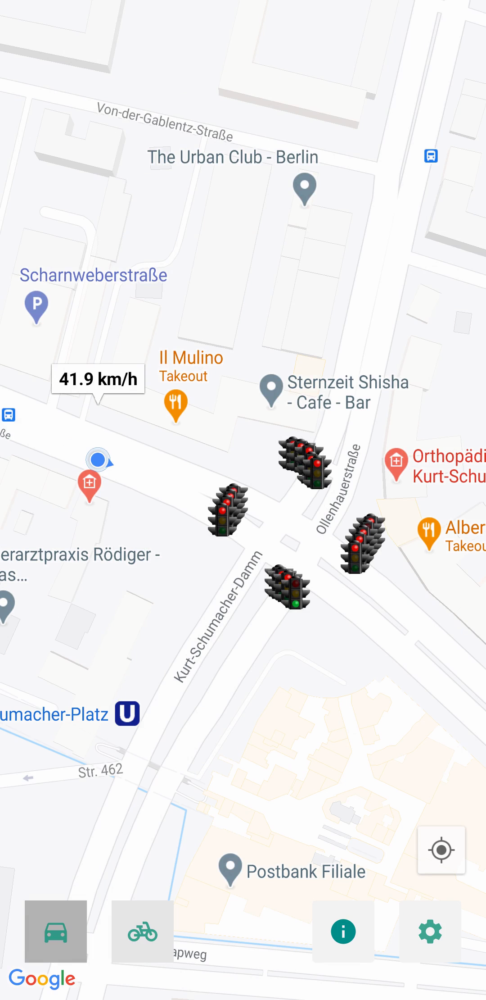 Von-der-Gablentz-Straße
The Urban Club - Berlin
Scharnweberstraße
P
Il Mulino
Takeout
41.9 km/h
Sternzeit Shisha
- Cafe - Bar
ße
Ollenhauerstraße
Orthopädi
Kurt-Schu
Alber
Takeou
erarztpraxis Rödiger -
as...
Kurt-Schumacher-Damm
umacher-Platz U
Str. 462
Postbank Filiale
apweg
Google